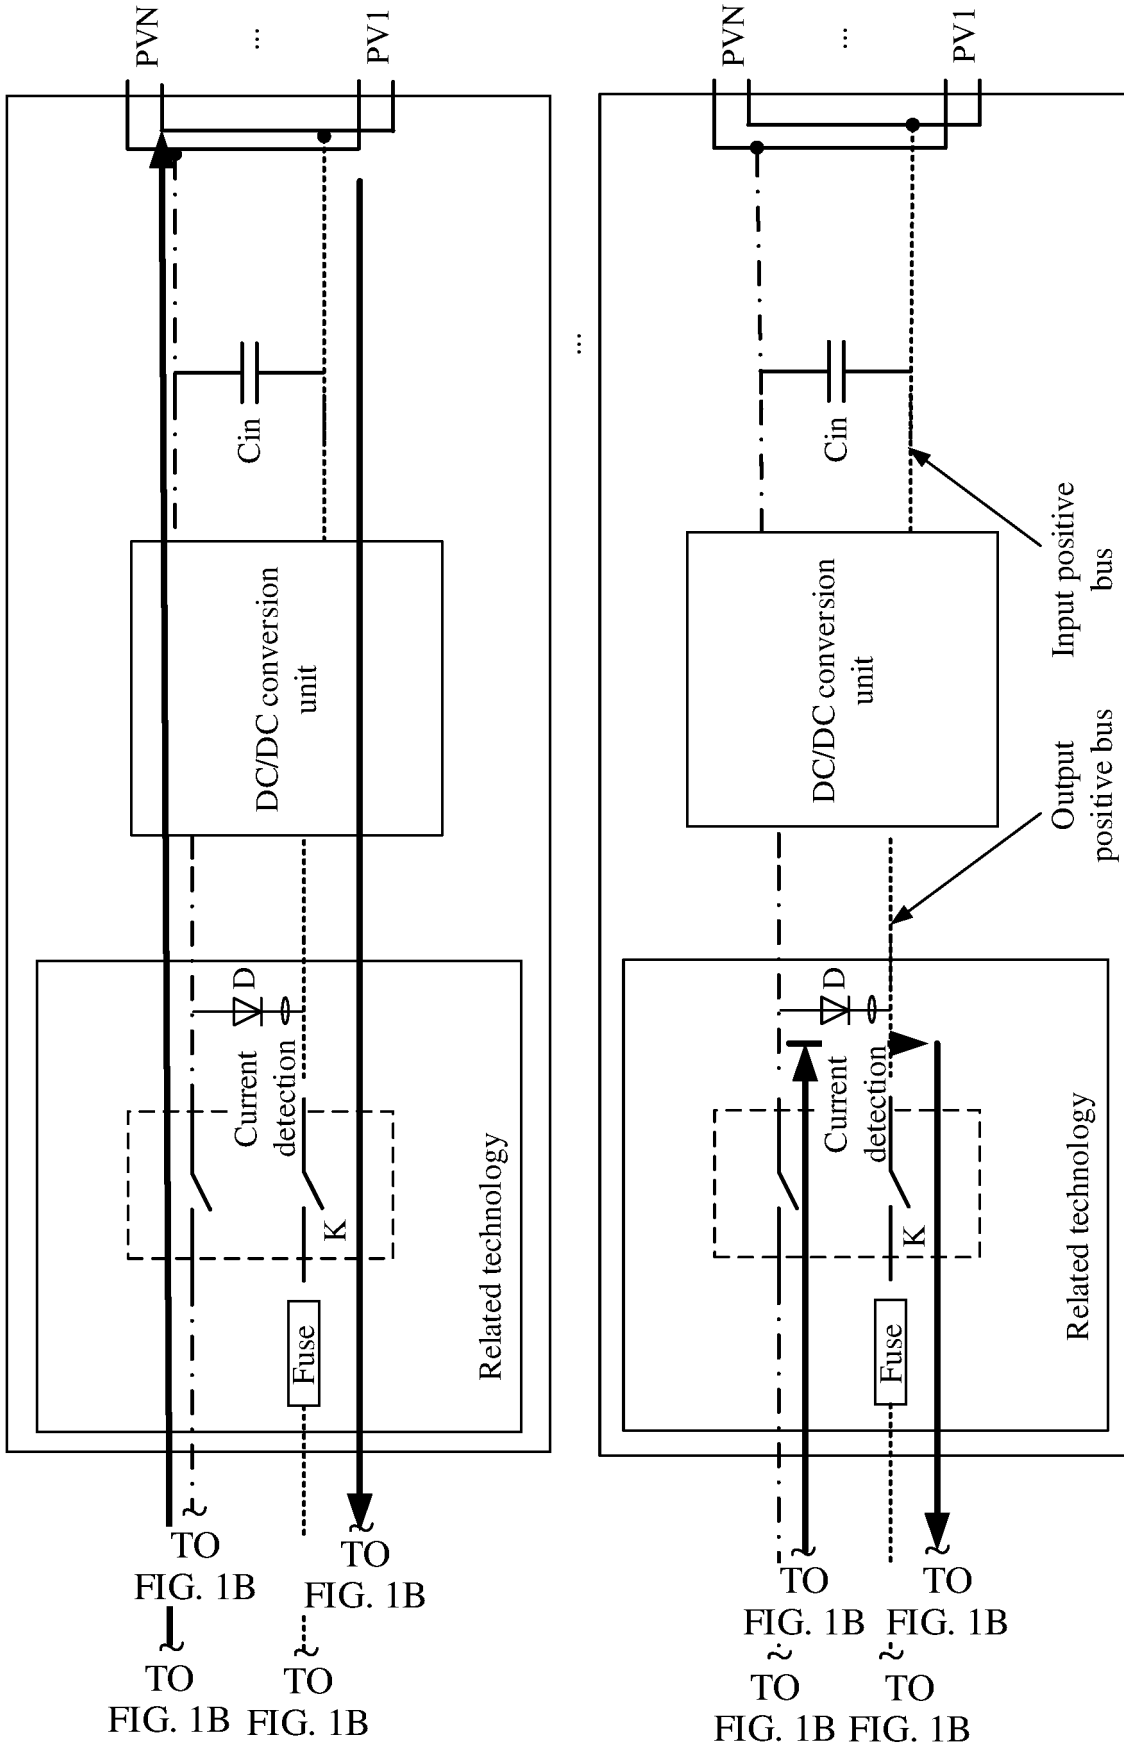 PVN
...
PV1
Cin
DC/DC conversion
unit
D
Current
detection
K
Fuse
Related technology
TO
FIG. 1B
TO
FIG. 1B
TO
FIG. 1B
TO
FIG. 1B
...
PVN
...
PV1
Cin
Input positive
bus
DC/DC conversion
unit
Output
positive bus
D
Current
detection
K
Fuse
Related technology
TO
FIG. 1B
TO
FIG. 1B
TO
FIG. 1B
TO
FIG. 1B